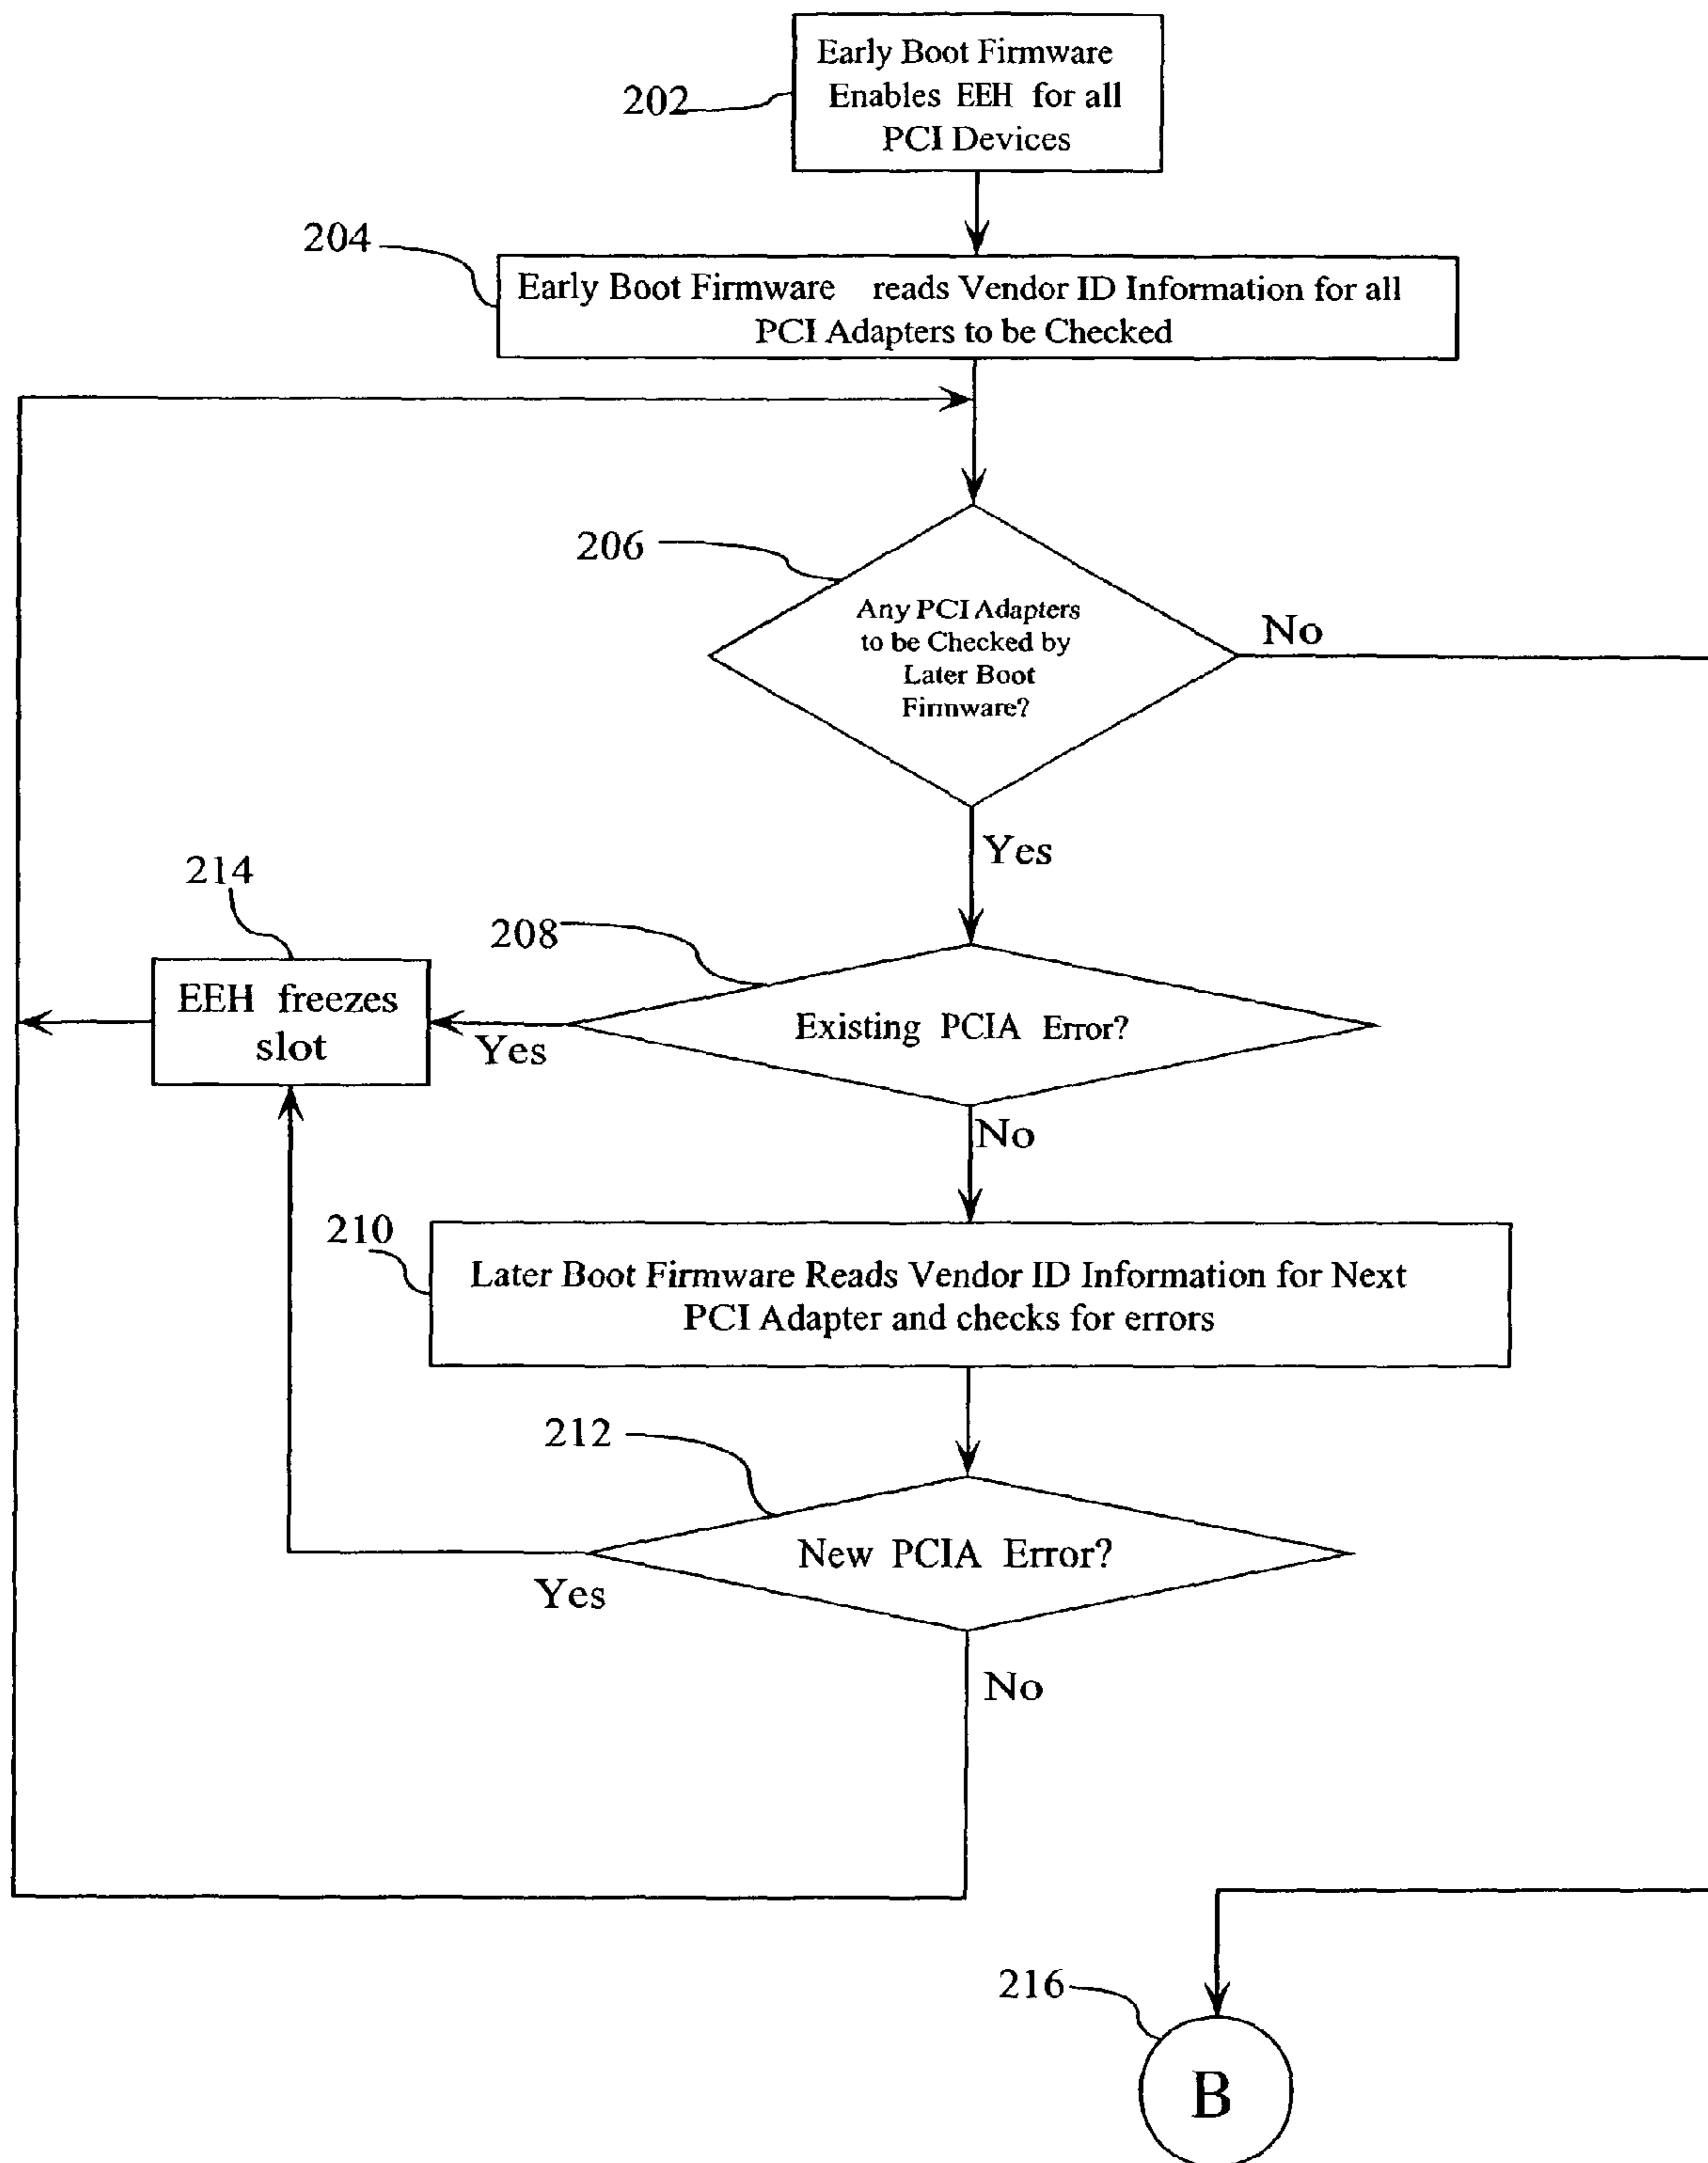 Early Boot Firmware
Enables EEH for all
PCI Devices
202
204
Early Boot Firmware reads Vendor ID Information for all
PCI Adapters to be Checked
206
Any PCI Adapters
to be Checked by
Later Boot
Firmware?
No
Yes
214
208
EEH freezes
slot
Yes
Existing PCIA Error?
No
210
Later Boot Firmware Reads Vendor ID Information for Next
PCI Adapter and checks for errors
212
New PCIA Error?
Yes
No
216
B